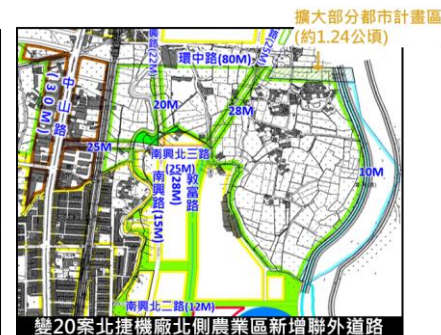 擴大部分都市計畫區
(約1.24公頃)
環中路(80M)
中山路
(30M)
20M
28M
25M
10M
南興北三路
(25M)
南興路(15M)
敦富路
(28M)
南興北二路(12M)
變20案北捷機廠北側農業區新增聯外道路